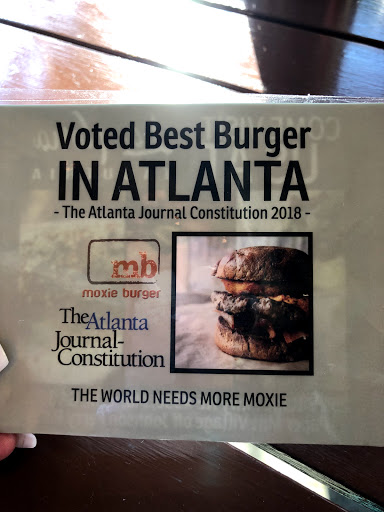 Voted Best Burger
IN ATLANTA
- The Atlanta Journal Constitution 2018 -
mb
moxie burger
The Atlanta
Journal-
Constitution
THE WORLD NEEDS MORE MOXIE